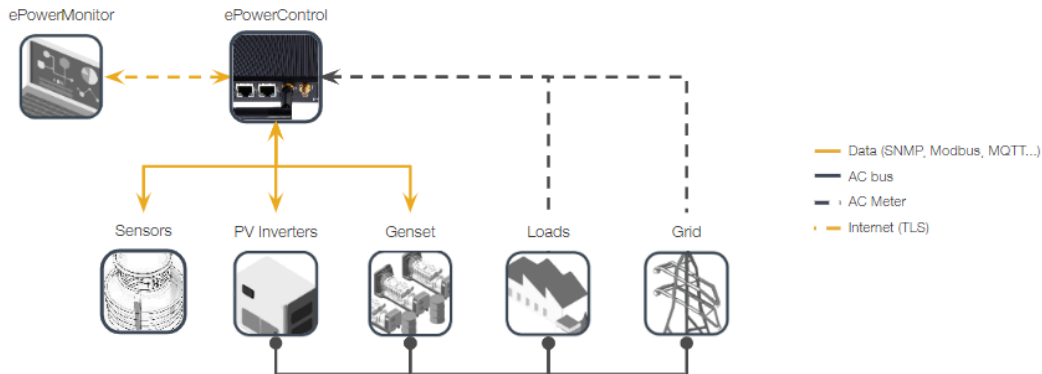 ePowerMonitor
ePowerControl
Data (SNMP, Modbus, MQTT...)
AC bus
AC Meter
Internet (TLS)
Sensors
PV Inverters
Genset
Loads
Grid